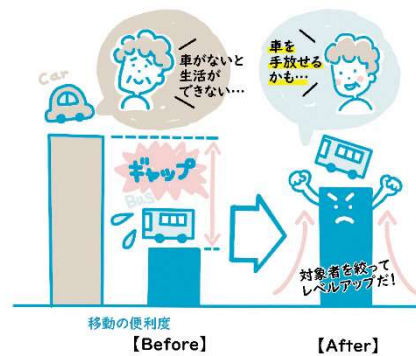 Car
車がないと
生活が
できない…
車を
手放せる
かも…
ギャップ
Bus
対象者を絞って
レベルアップだ!
移動の便利度
【Before】
【After】